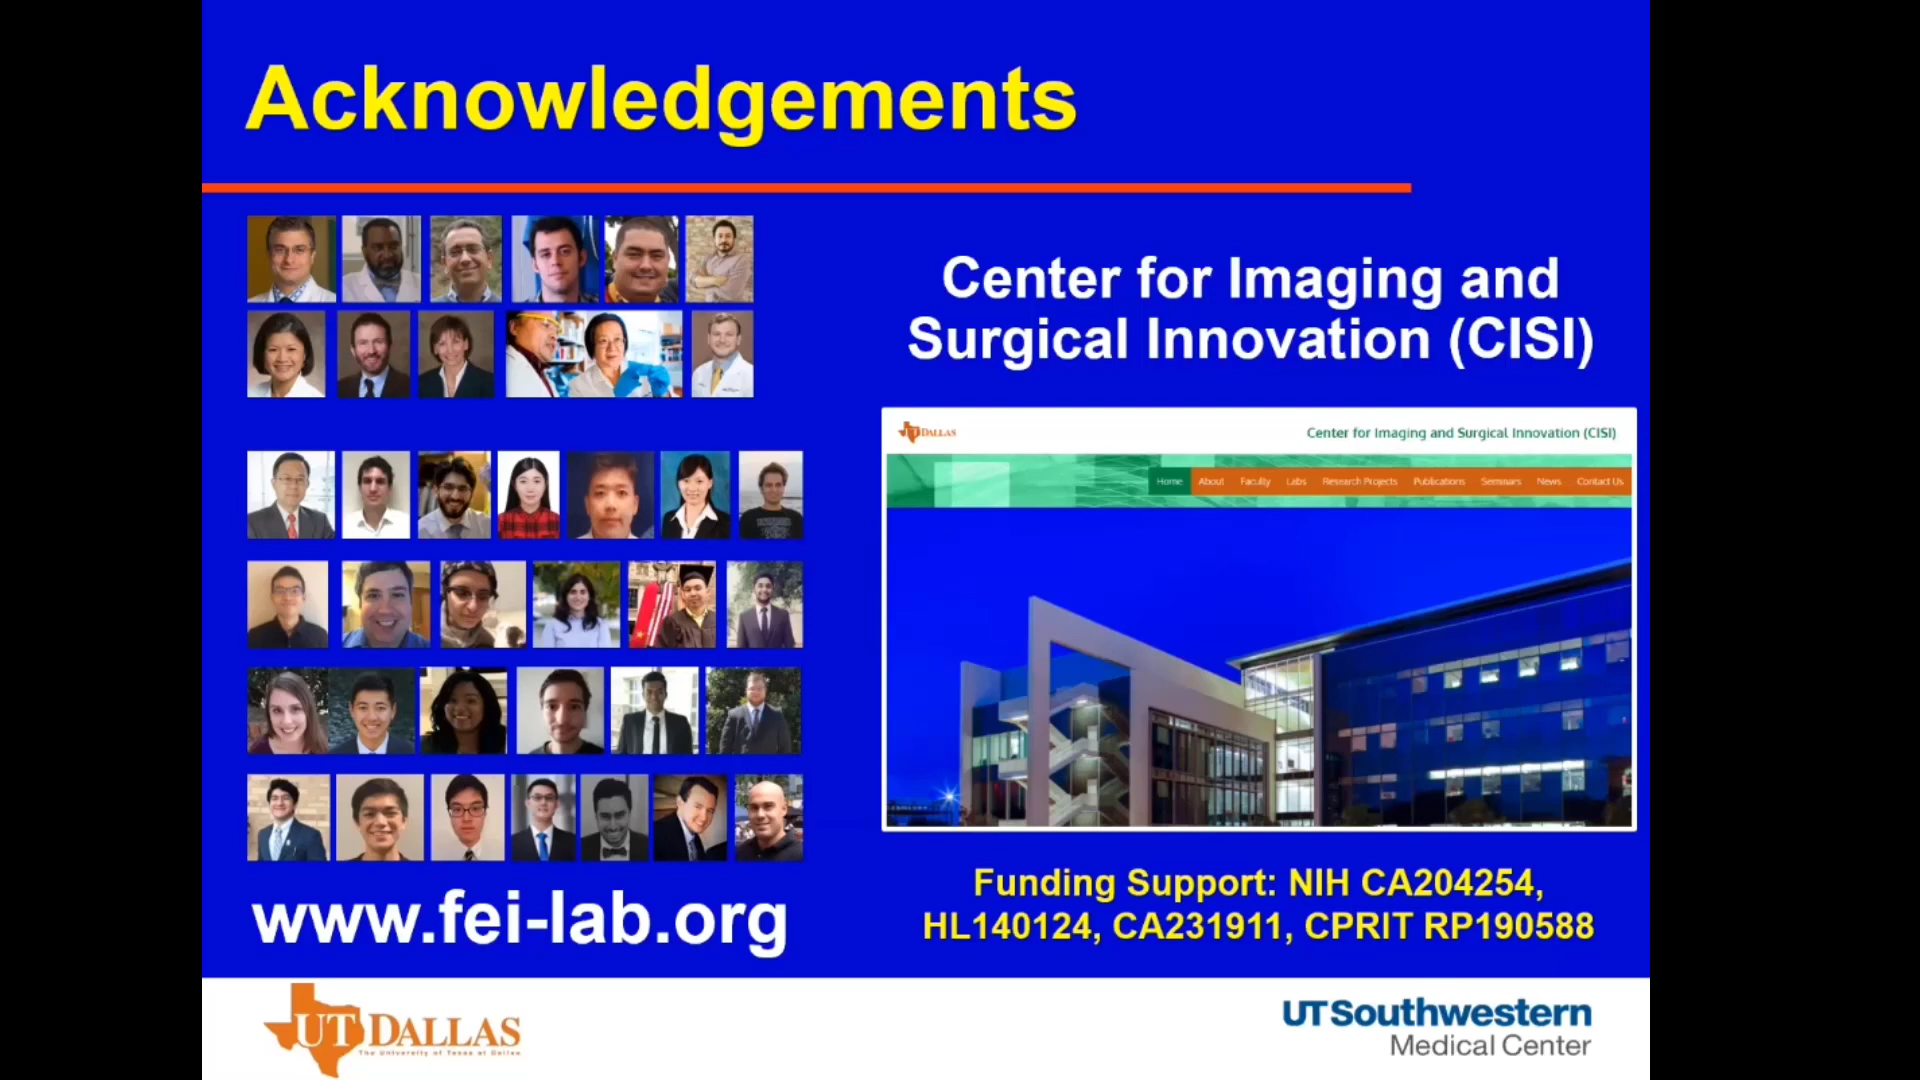 Acknowledgements
Center for Imaging and
Surgical Innovation (CISI)
UT DALLAS
Center for Imaging and Surgical Innovation (CISI)
Home About Faculty Labs Research Projects Publications Seminars News Contact Us
Funding Support: NIH CA204254,
HL140124, CA231911, CPRIT RP190588
www.fei-lab.org
UT DALLAS
The University of Texas at Dallas
UTSouthwestern
Medical Center